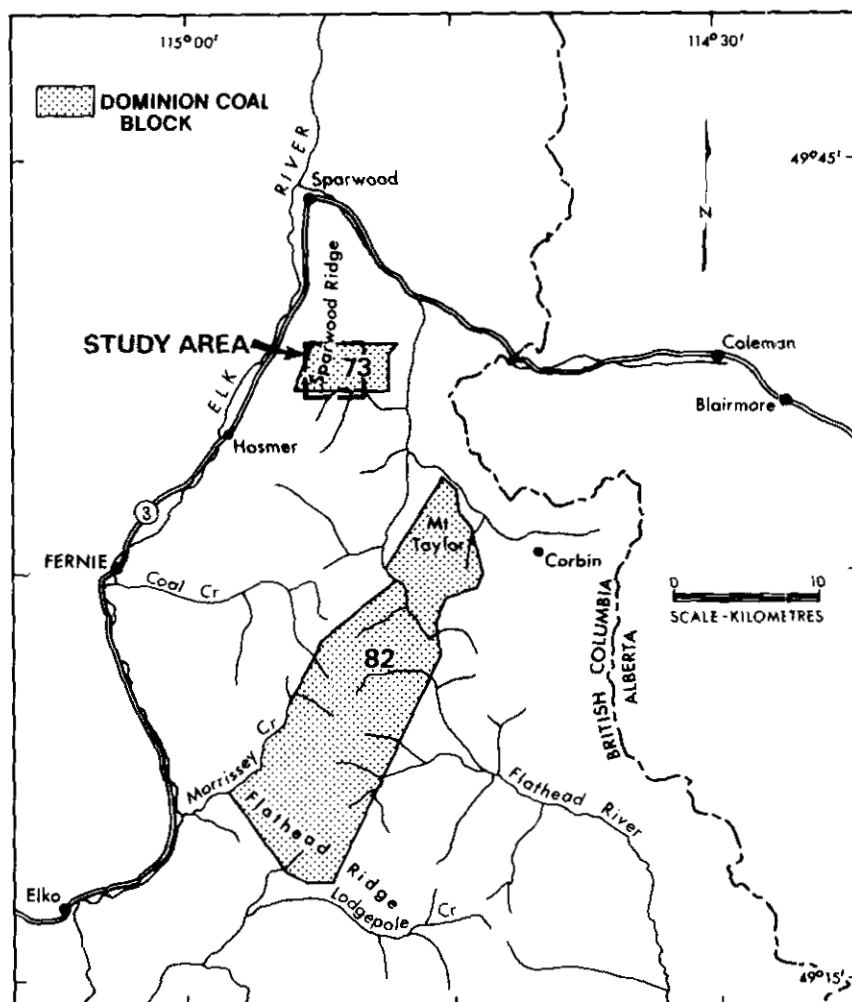 115°00'
114°30'
DOMINION COAL
BLOCK
49°45'
RIVER
Sparwood
N
Sparwood Ridge
STUDY AREA
73
Coleman
ELK
Blairmore
Hosmer
3
Mt
Taylor
FERNIE
Corbin
Coal Cr
0 10
SCALE-KILOMETRES
82
BRITISH COLUMBIA
ALBERTA
Morrissey Cr
Flathead
Ridge
Flathead River
Elko
Lodgepole Cr
49°15'